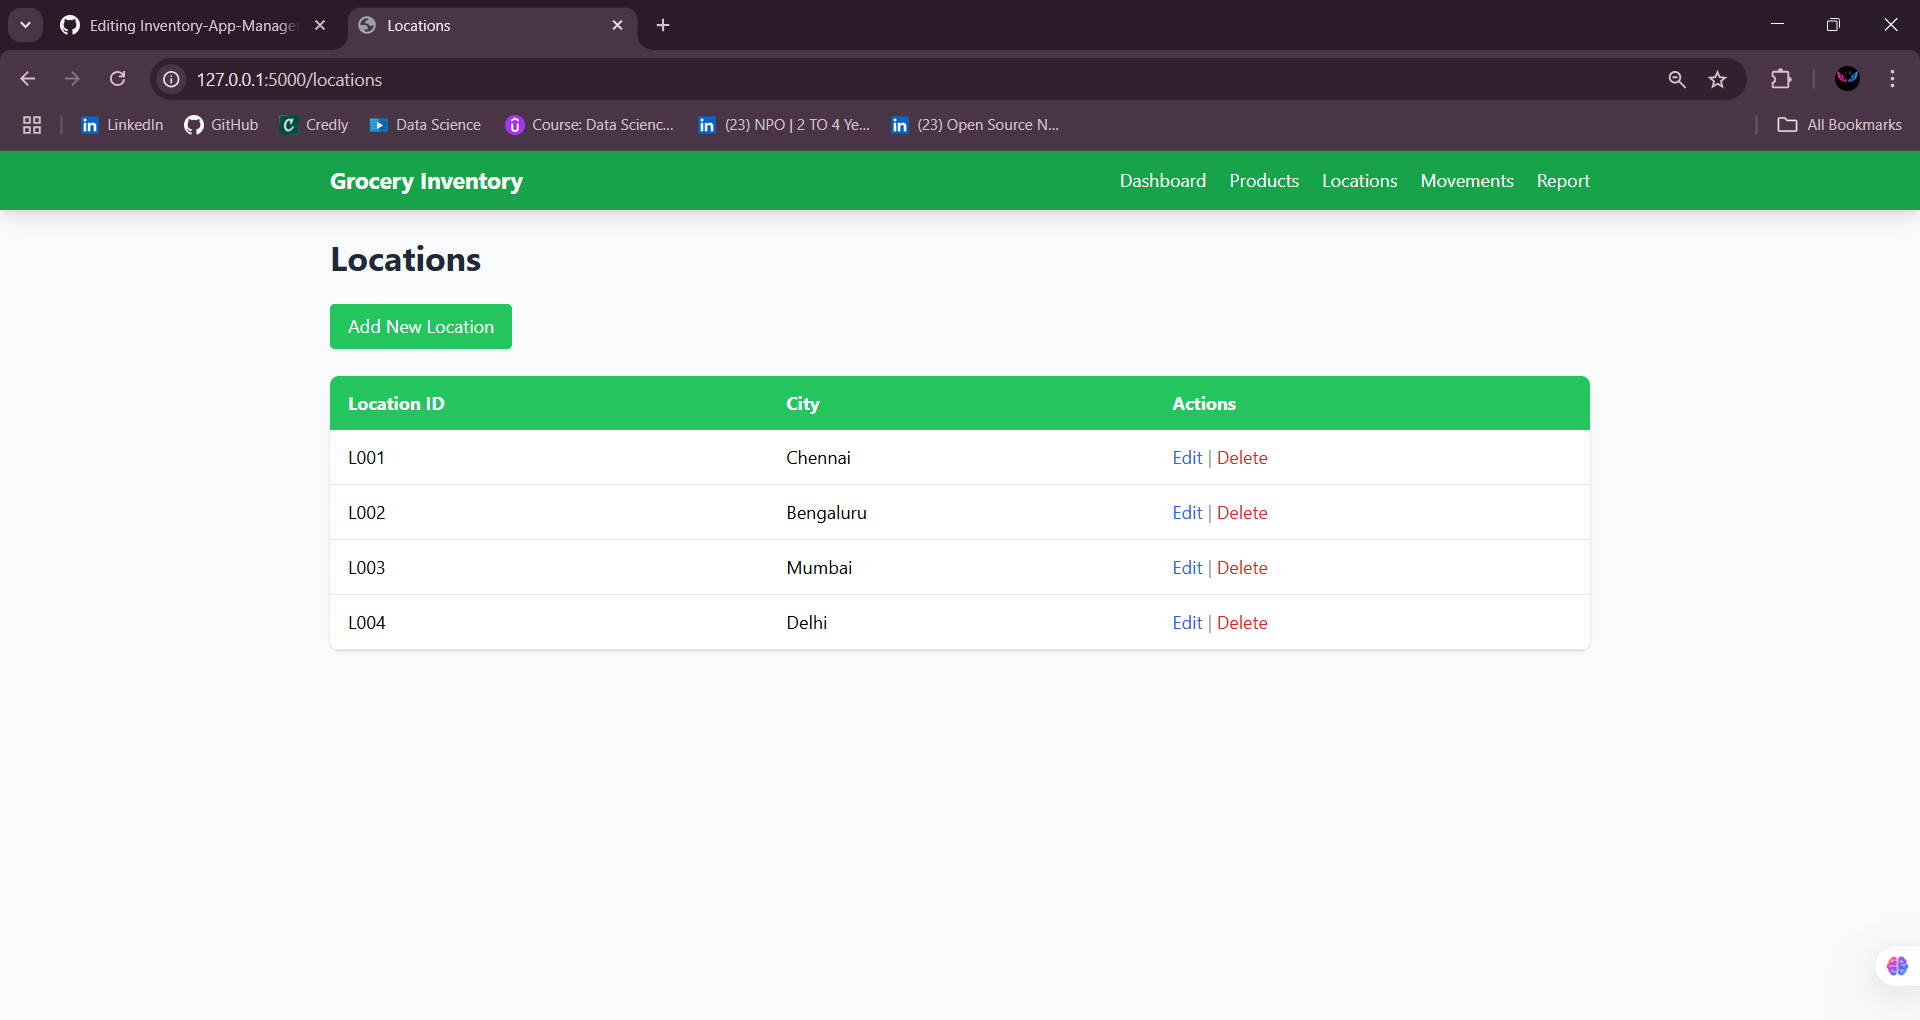 Editing Inventory-App-Manage
Locations
127.0.0.1:5000/locations
LinkedIn GitHub Credly Data Science Course: Data Scienc... (23) NPO | 2 TO 4 Ye... (23) Open Source N... All Bookmarks
Grocery Inventory Dashboard Products Locations Movements Report
Locations
Add New Location
Location ID City Actions
L001 Chennai Edit | Delete
L002 Bengaluru Edit | Delete
L003 Mumbai Edit | Delete
L004 Delhi Edit | Delete